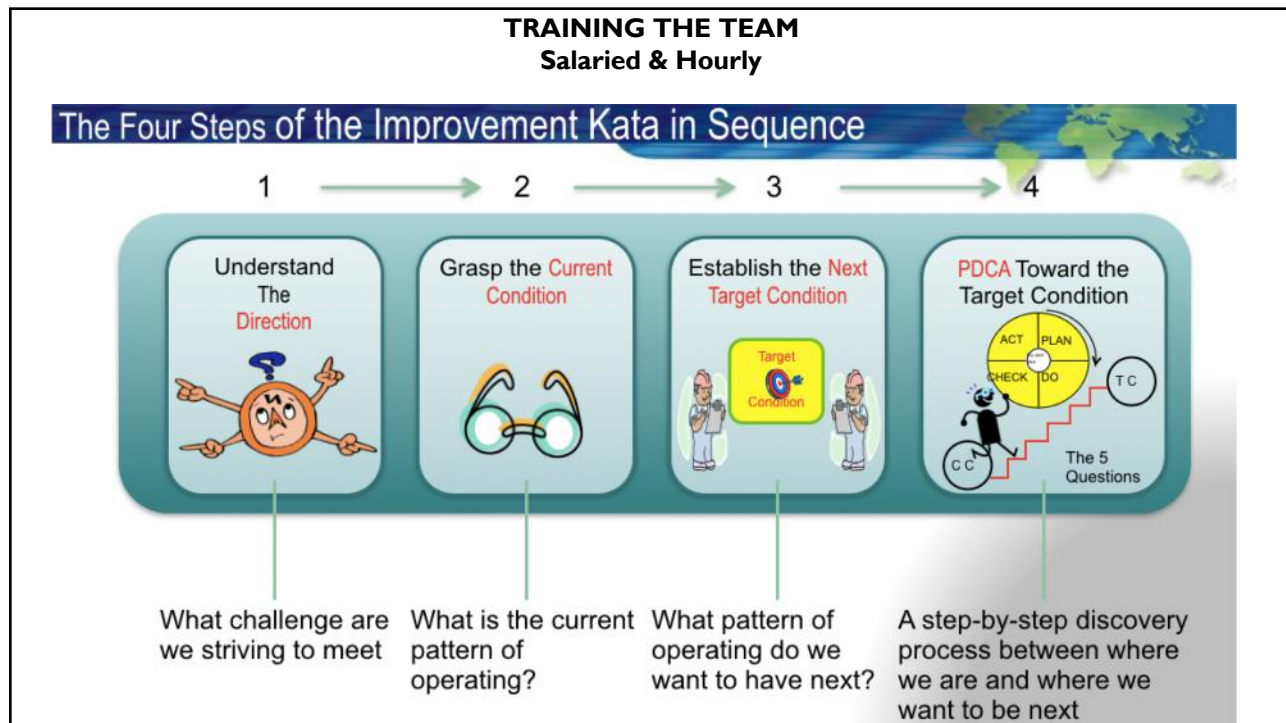 TRAINING THE TEAM
Salaried & Hourly
The Four Steps of the Improvement Kata in Sequence
1
2
3
4
Understand
The
Direction
Grasp the Current
Condition
Establish the Next
Target Condition
Target
Condition
PDCA Toward the
Target Condition
ACT
PLAN
CHECK
DO
T C
C C
The 5
Questions
What challenge are
we striving to meet
What is the current
pattern of
operating?
What pattern of
operating do we
want to have next?
A step-by-step discovery
process between where
we are and where we
want to be next